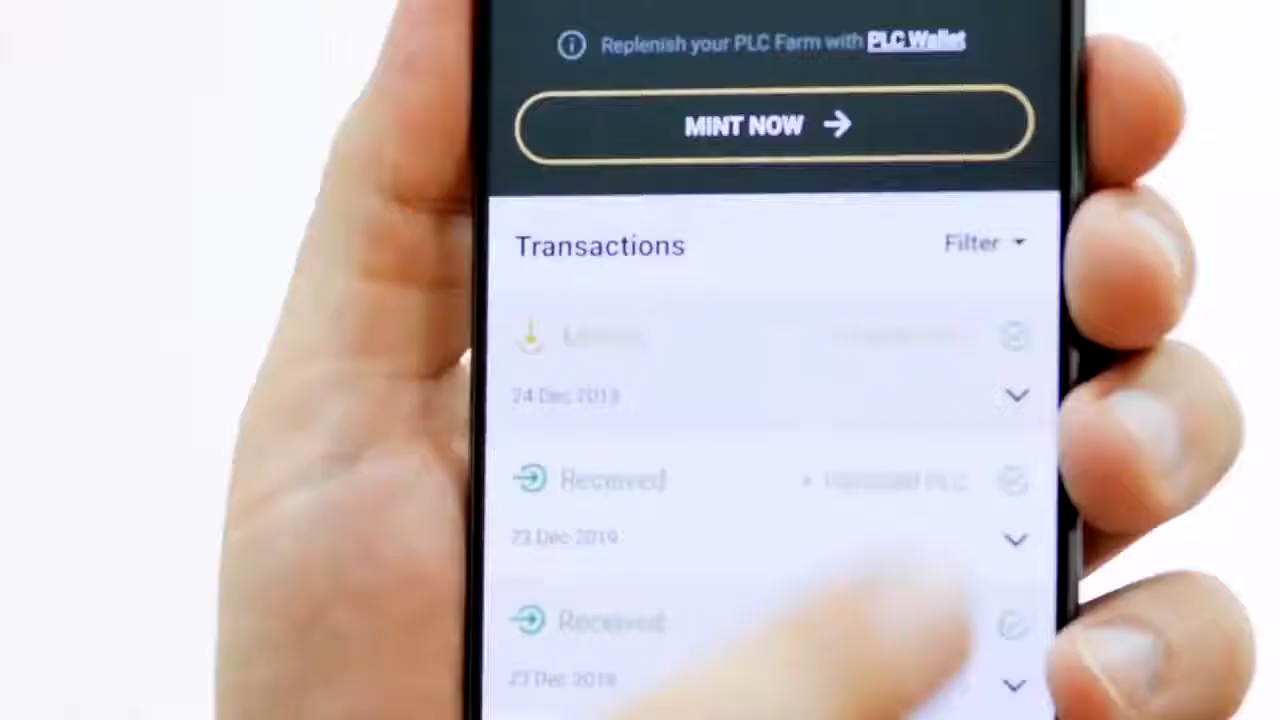 Replenish your PLC Farm with PLC Wallet
MINT NOW
Transactions
Filter
24 Dec 2019
Received
PLC
23 Dec 2019
Received
23 Dec 2019